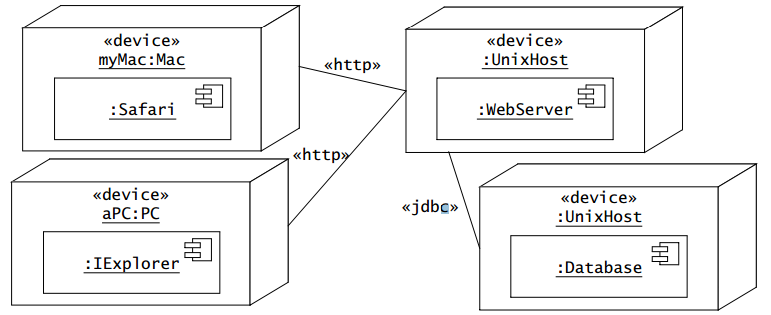 «device»
myMac:Mac
:Safari
«http»
«device»
:UnixHost
:WebServer
«http»
«device»
aPC:PC
:IExplorer
«jdbc»
«device»
:UnixHost
:Database